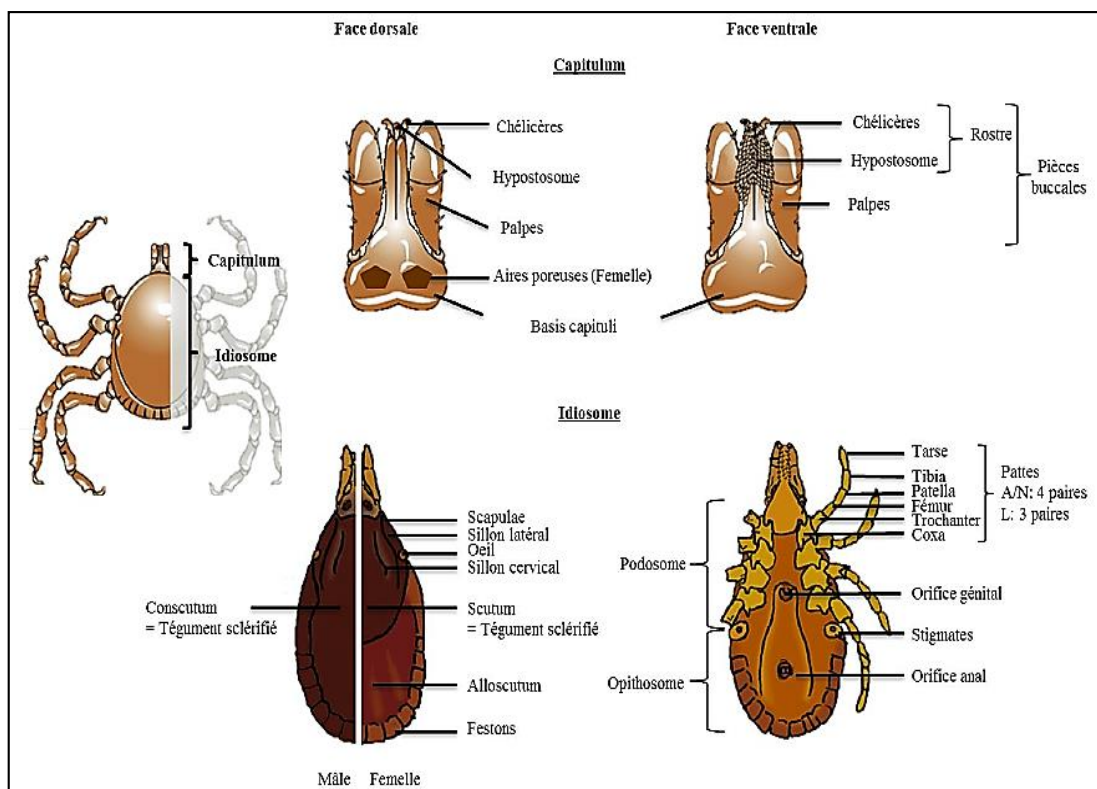 Face dorsale
Face ventrale
Capitulum
Chélicères
Hypostosome
Palpes
Aires poreuses (Femelle)
Basis capituli
Chélicères
Hypostosome
Palpes
Rostre
Pièces
buccales
Capitulum
Idiosome
Idiosome
Scapulae
Sillon latéral
Oeil
Sillon cervical
Conscutum
= Tégument sclérifié
Scutum
= Tégument sclérifié
Alloscutum
Festons
Mâle
Femelle
Tarse
Tibia
Patella
Fémur
Trochanter
Coxa
Pattes
A/N: 4 paires
L: 3 paires
Podosome
Orifice génital
Stigmates
Opithosome
Orifice anal